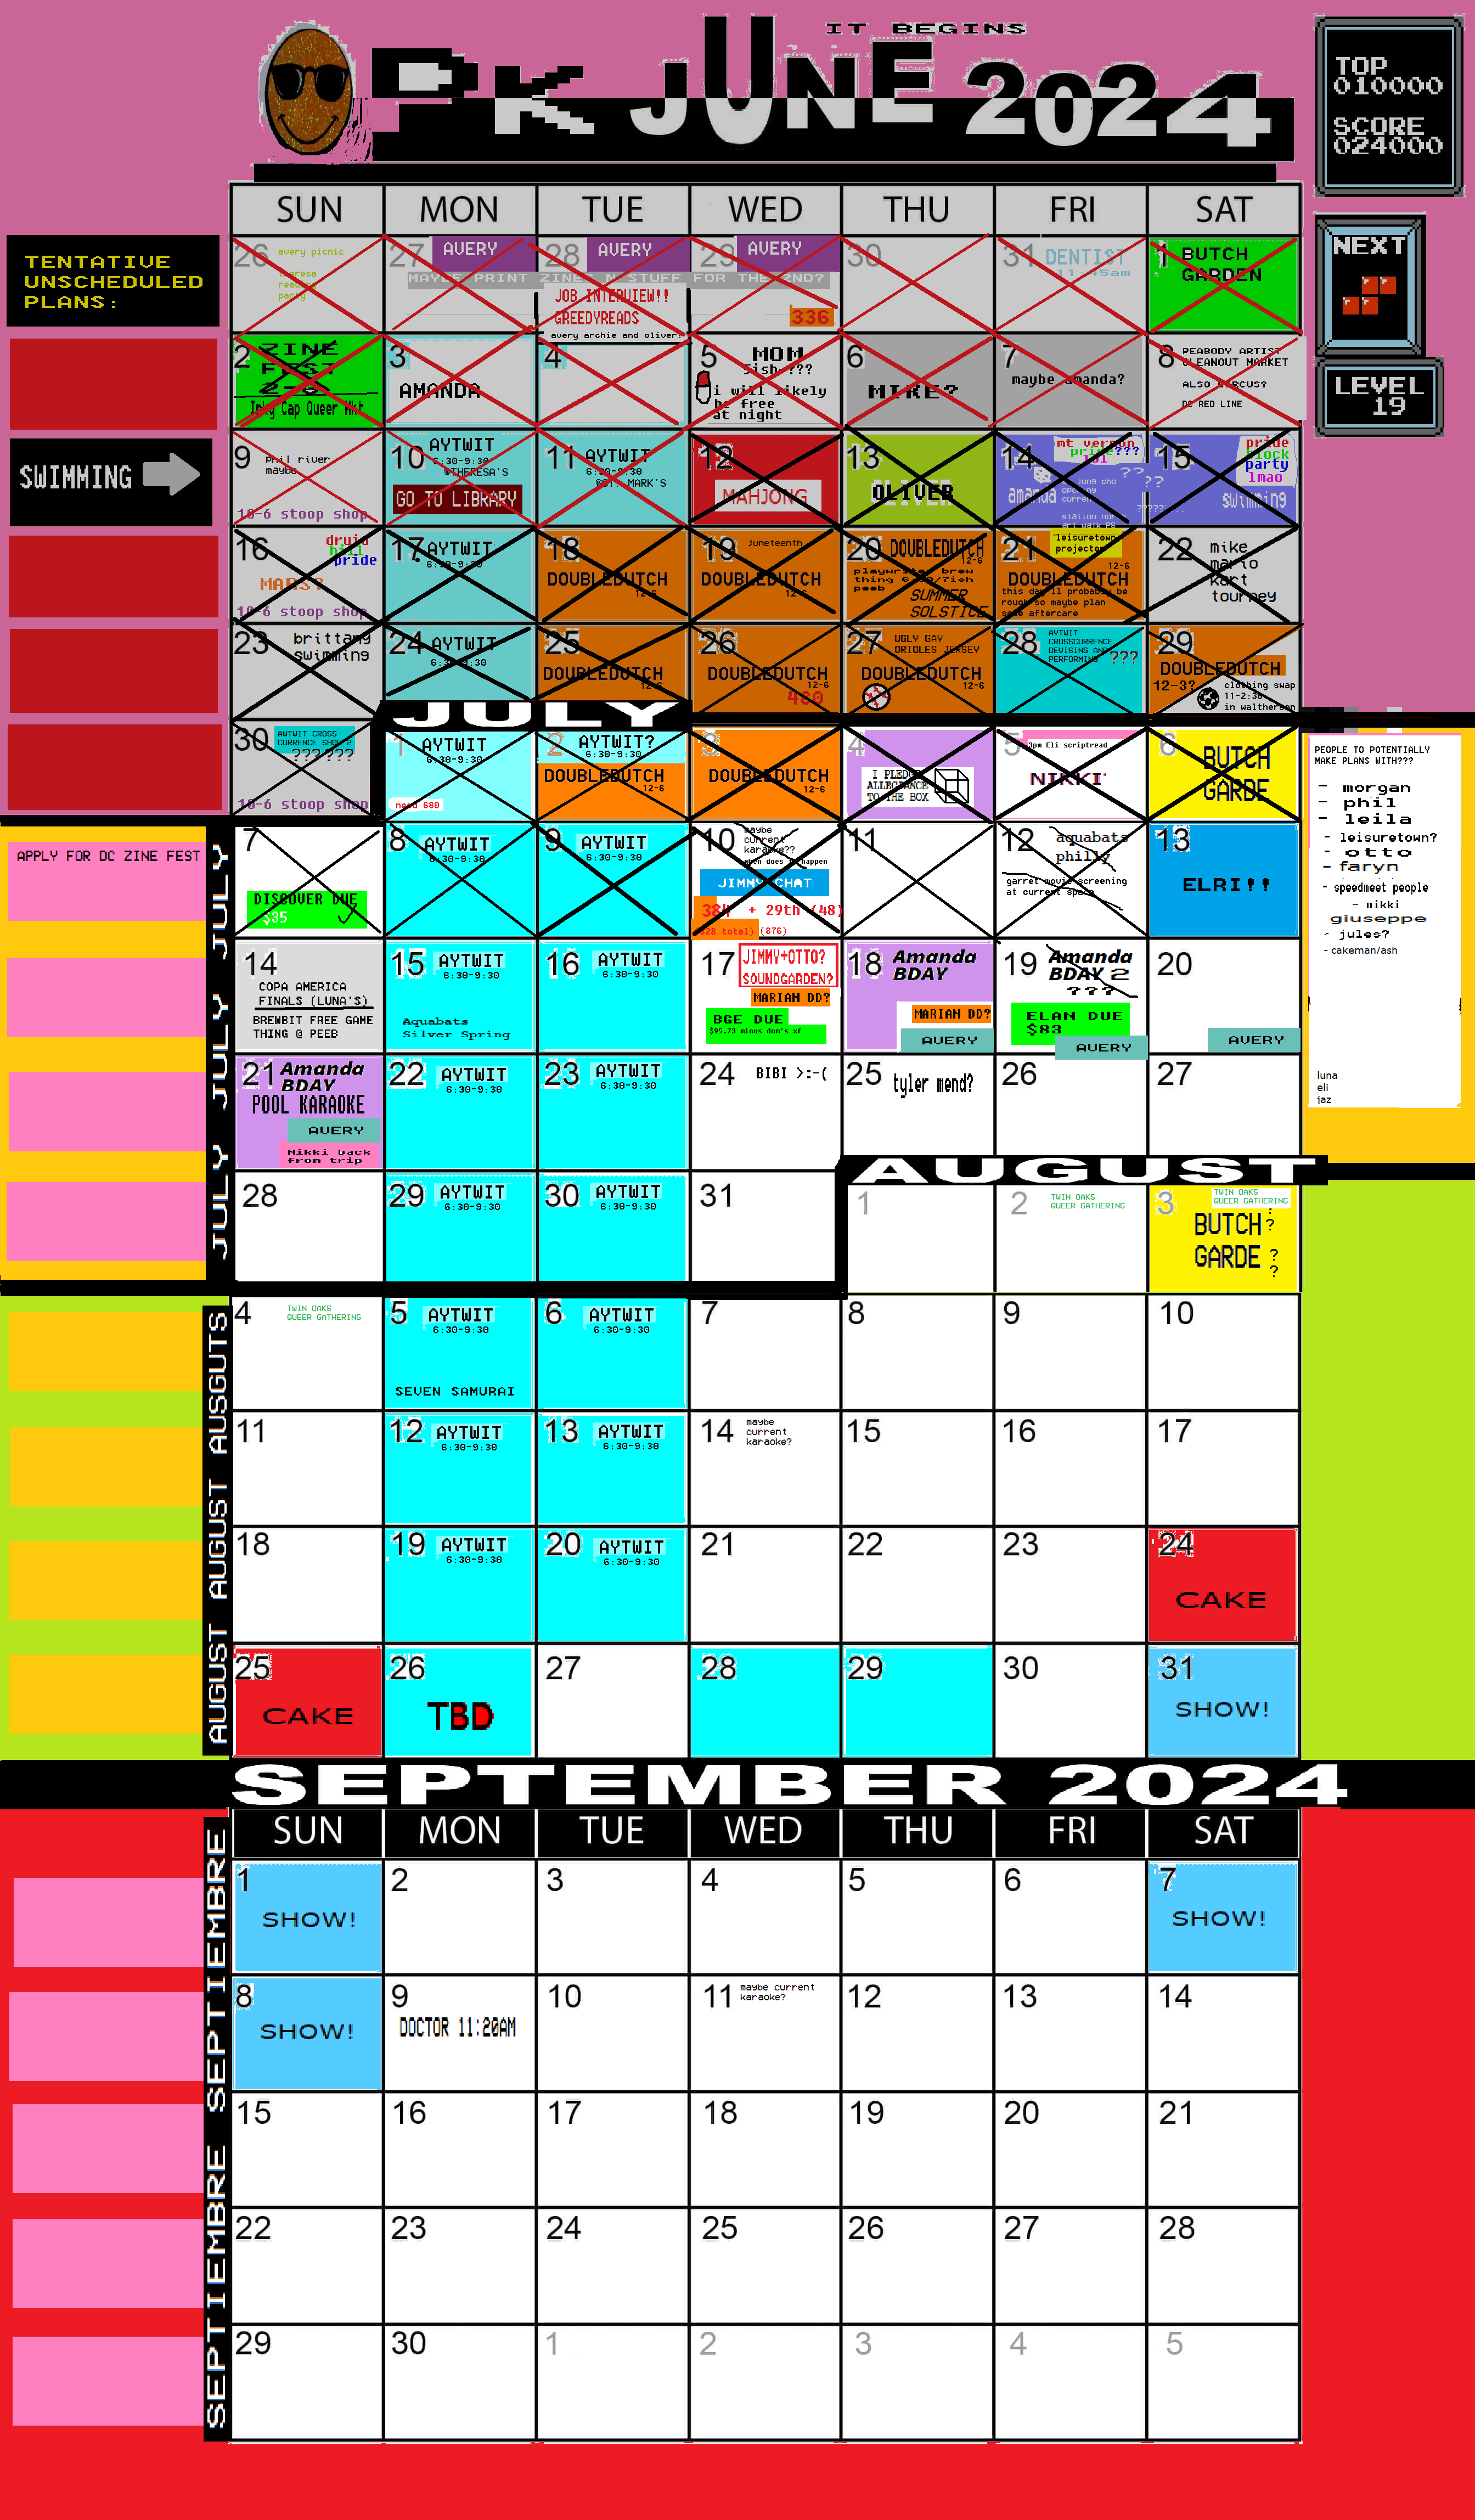 IT BEGINS
PK JUNE 2024
TOP
010000
SCORE
024000
NEXT
LEVEL
19
TENTATIVE
UNSCHEDULED
PLANS:
SWIMMING
SUN MON TUE WED THU FRI SAT
26 avery picnic
theresa
reading
party
27 AVERY
28 AVERY
29 AVERY
MAYBE PRINT ZINES N STUFF FOR THE 2ND?
JOB INTERVIEW!!
GREEDYREADS
avery archie and oliver?
336
30
31 DENTIST
11:45am
1 BUTCH
GARDEN
2 ZINE
FEST
2-8
Inky Cap Queer Mkt
3
AMANDA
4
5 MOM
5ish-???
i will likely
be free
at night
6
MIKE?
7
maybe amanda?
8 PEABODY ARTIST
CLEANOUT MARKET
ALSO CIRCUS?
DC RED LINE
9 phil river
maybe
10-6 stoop shop
10 AYTWIT
6:30-9:30
@THERESA'S
GO TO LIBRARY
11 AYTWIT
6:30-9:30
@ST. MARK'S
12
MAHJONG
13
OLIVER
14 mt vernon
pride???
lol
??
amanda
jong cho
opening
current
station nor
art walk PS
15 pride
block
party
lmao
??
swimming
??????...
16 druid
hill
pride
MARS?
10-6 stoop shop
17 AYTWIT
6:30-9:30
18
DOUBLEDUTCH
12-6
19 Juneteenth
DOUBLEDUTCH
12-6
20 DOUBLEDUTCH
12-6
playwrites brew
thing 6:30/7ish
peeb
SUMMER
SOLSTICE
21 leisuretown
projector
12-6
DOUBLEDUTCH
this day'll probably be
rough so maybe plan
some aftercare
22 mike
mario
kart
tourney
23 brittany
swimming
24 AYTWIT
6:30-9:30
25
DOUBLEDUTCH
12-6
26
DOUBLEDUTCH
12-6
480
27 UGLY GAY
ORIOLES JERSEY
DOUBLEDUTCH
12-6
28 AYTWIT
CROSSCURRENCE
DEVISING AND
PERFORMING ???
29
DOUBLEDUTCH
12-3?
clothing swap
11-2:30
in waltherson
JULY
30 AWTWIT CROSS-
CURRENCE SHOW 2
??????
10-6 stoop shop
1 AYTWIT
6:30-9:30
need 680
2 AYTWIT?
6:30-9:30
DOUBLEDUTCH
12-6
3
DOUBLEDUTCH
12-6
4
I PLEDGE
ALLEGIANCE
TO THE BOX
5 3pm Eli scriptread
NIKKI
6 BUTCH
GARDE
PEOPLE TO POTENTIALLY
MAKE PLANS WITH???
- morgan
- phil
- leila
- leisuretown?
- otto
- faryn
- speedmeet people
- nikki
giuseppe
- jules?
- cakeman/ash
luna
eli
jaz
JULY JULY JULY JULY
APPLY FOR DC ZINE FEST
7
DISCOVER DUE
$35
8 AYTWIT
6:30-9:30
9 AYTWIT
6:30-9:30
10 maybe
current
karaoke??
when does it happen
JIMMY CHAT
384 + 29th (48)
(828 total) (876)
11
12 aquabats
philly
garret movie screening
at current space
13
ELRI!!
14
COPA AMERICA
FINALS (LUNA'S)
BREWBIT FREE GAME
THING @ PEEB
15 AYTWIT
6:30-9:30
Aquabats
Silver Spring
16 AYTWIT
6:30-9:30
17 JIMMY+OTTO?
SOUNDGARDEN?
MARIAN DD?
BGE DUE
$95.73 minus dom's xf
18 Amanda
BDAY
MARIAN DD?
AVERY
19 Amanda
BDAY 2
???
ELAN DUE
$83
AVERY
20
AVERY
21 Amanda
BDAY
POOL KARAOKE
AVERY
Nikki back
from trip
22 AYTWIT
6:30-9:30
23 AYTWIT
6:30-9:30
24 BIBI >:-(
25 tyler mend?
26
27
AUGUST
28
29 AYTWIT
6:30-9:30
30 AYTWIT
6:30-9:30
31
1
2 TWIN OAKS
QUEER GATHERING
3 TWIN OAKS
QUEER GATHERING
BUTCH ?
?
GARDE ?
?
AUGUST AUGUST AUGUST AUSGUTS
4 TWIN OAKS
QUEER GATHERING
5 AYTWIT
6:30-9:30
SEVEN SAMURAI
6 AYTWIT
6:30-9:30
7
8
9
10
11
12 AYTWIT
6:30-9:30
13 AYTWIT
6:30-9:30
14 maybe
current
karaoke?
15
16
17
18
19 AYTWIT
6:30-9:30
20 AYTWIT
6:30-9:30
21
22
23
24
CAKE
25
CAKE
26
TBD
27
28
29
30
31
SHOW!
SEPTEMBER 2024
SUN MON TUE WED THU FRI SAT
SEPTIEMBRE SEPTIEMBRE
1
SHOW!
2
3
4
5
6
7
SHOW!
8
SHOW!
9
DOCTOR 11:20AM
10
11 maybe current
karaoke?
12
13
14
15
16
17
18
19
20
21
22
23
24
25
26
27
28
29
30
1
2
3
4
5